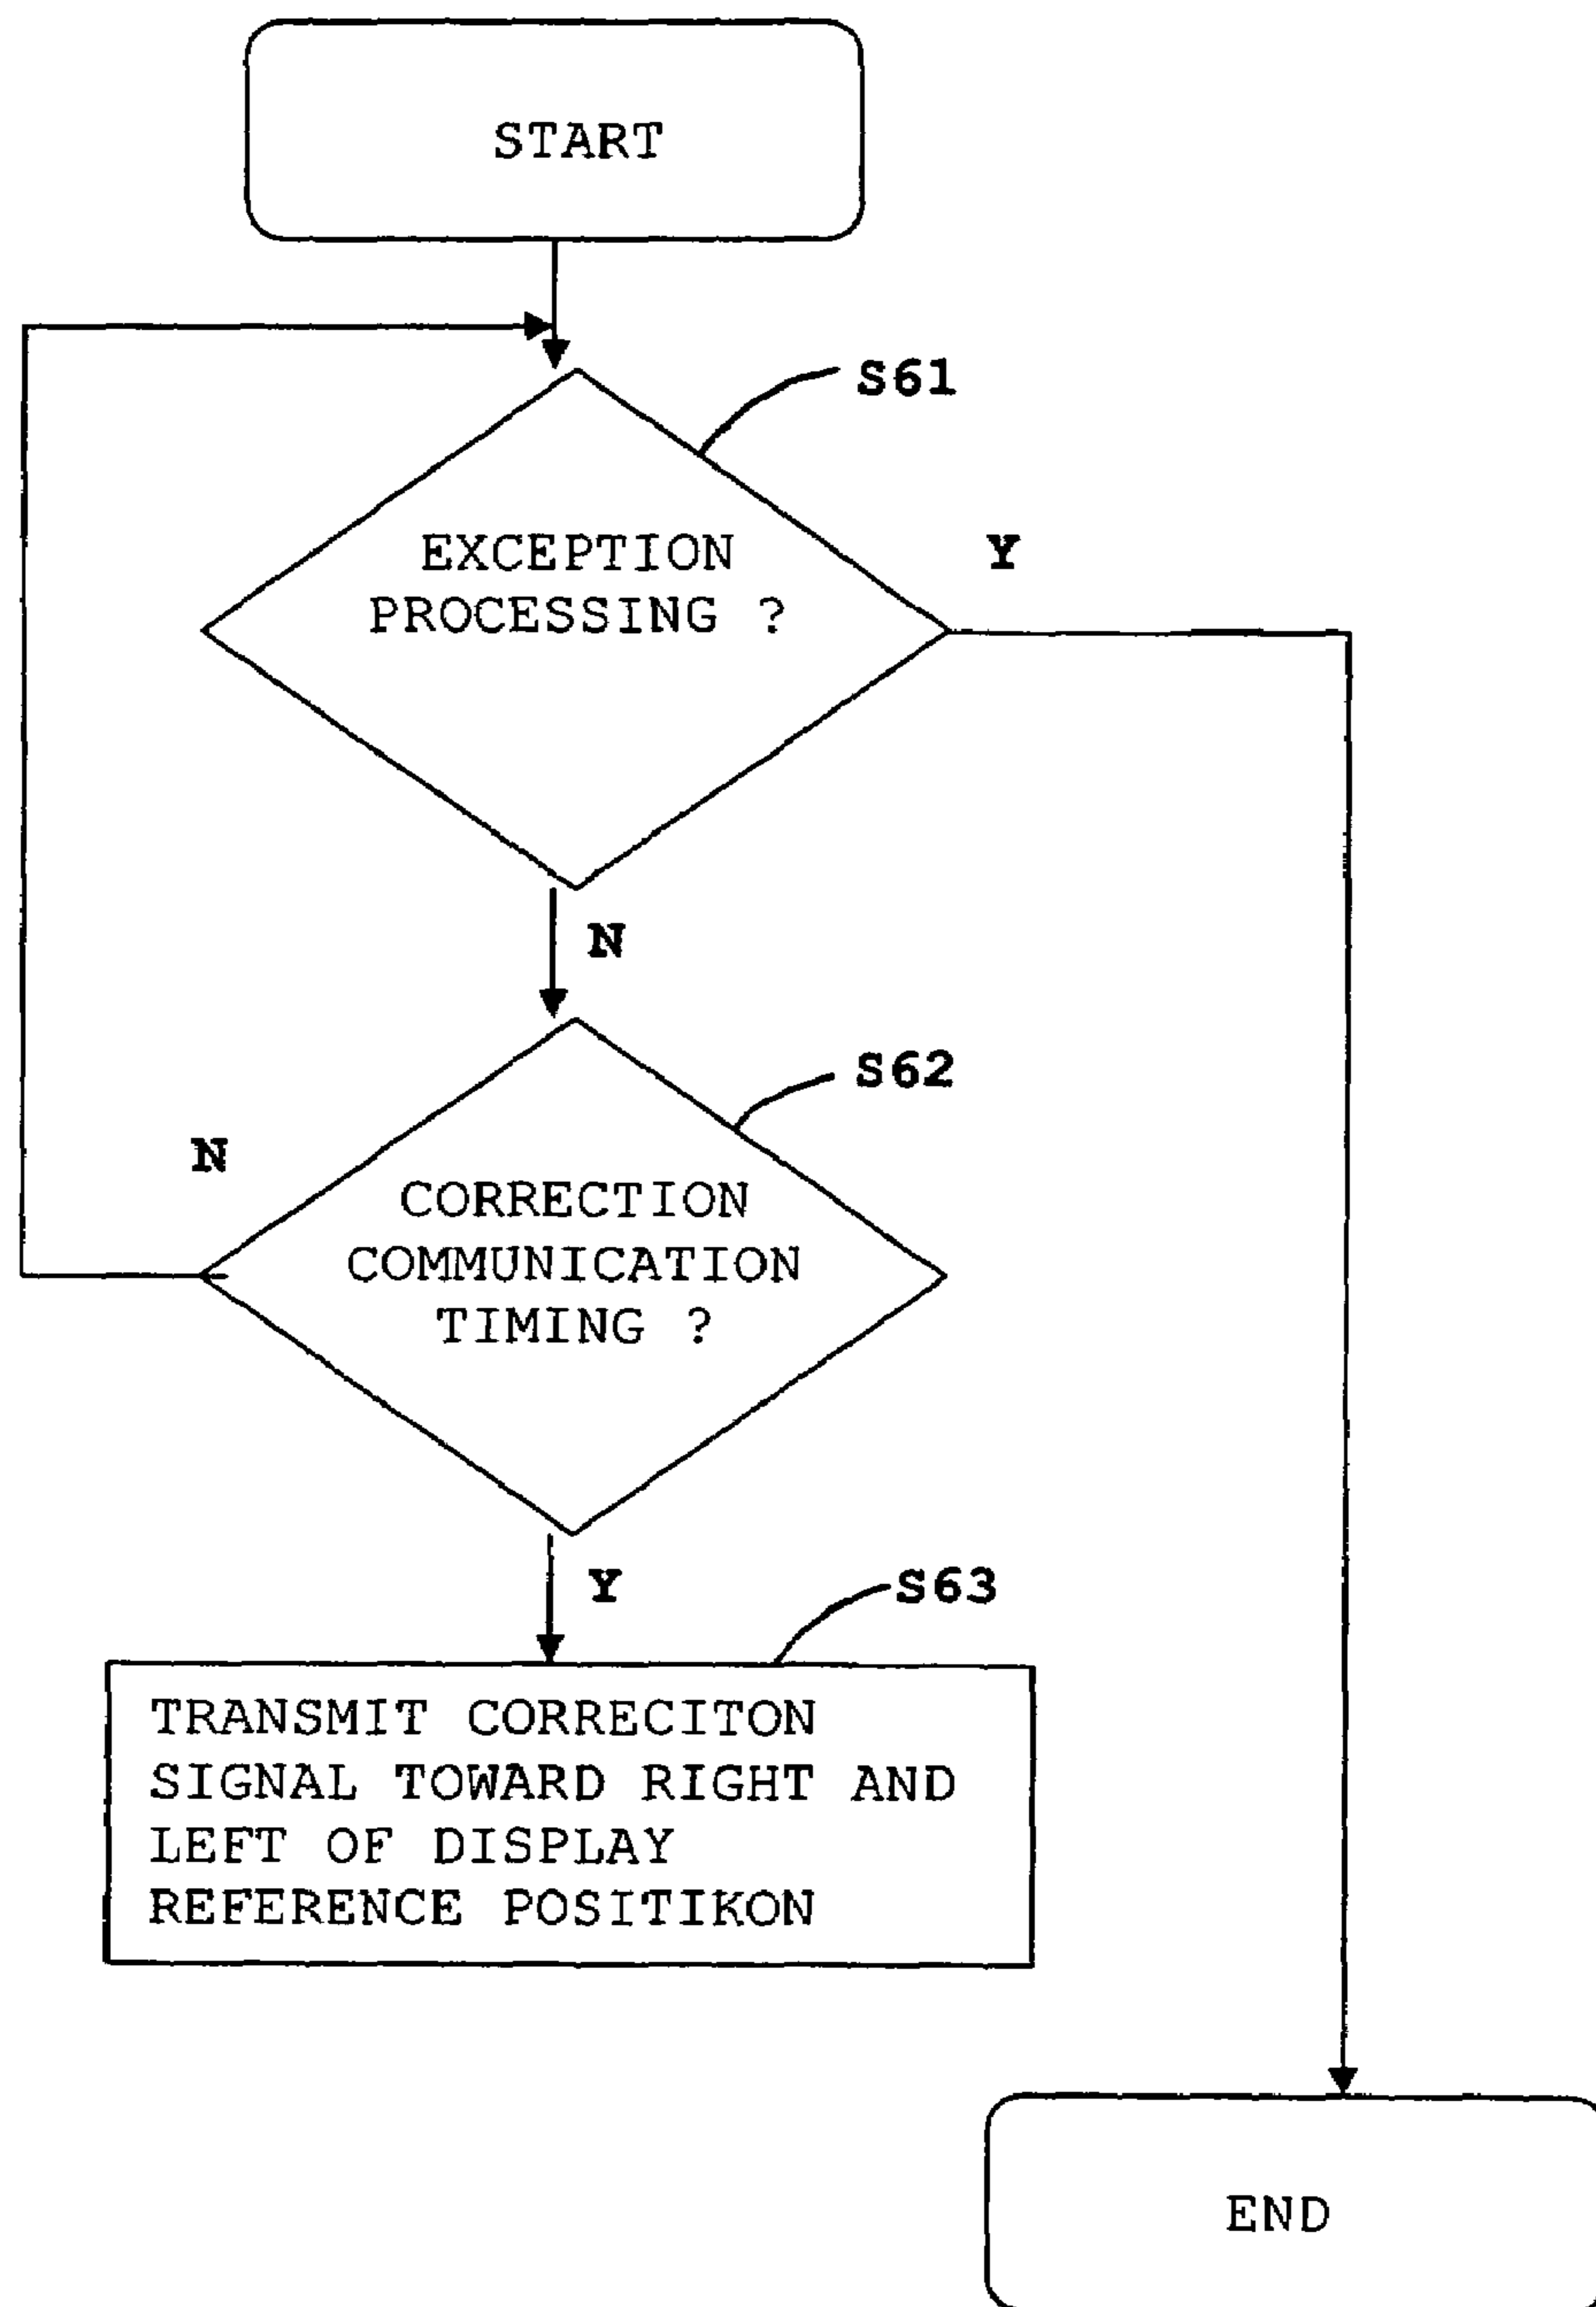 START
S61
EXCEPTION
PROCESSING ?
Y
N
S62
N
CORRECTION
COMMUNICATION
TIMING ?
Y
S63
TRANSMIT CORRECITON
SIGNAL TOWARD RIGHT AND
LEFT OF DISPLAY
REFERENCE POSITIKON
END